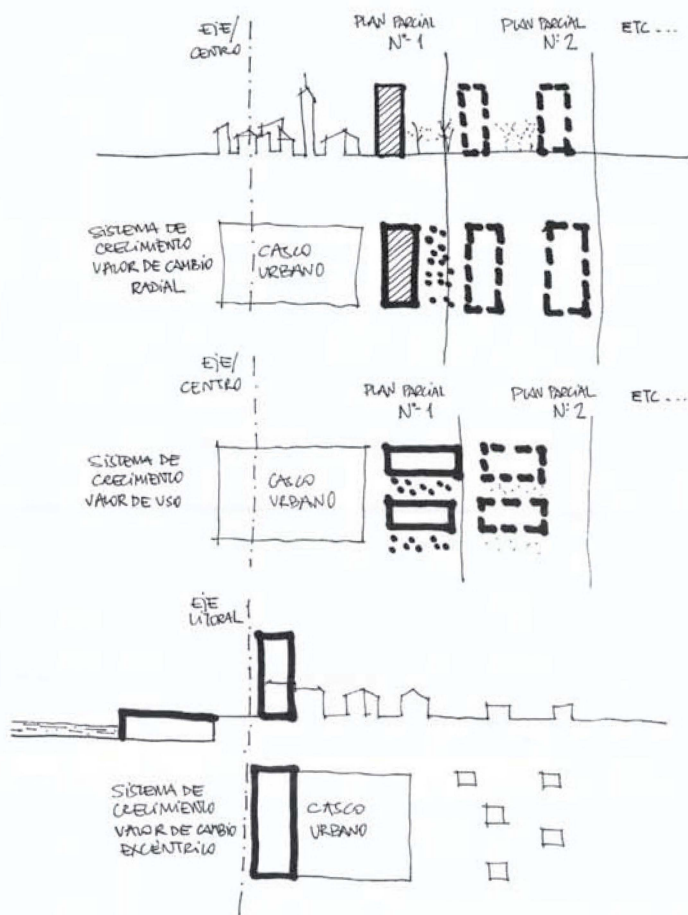 EJE/
CENTRO
PLAN PARCIAL
Nº-1
PLAN PARCIAL
Nº 2
ETC...
SISTEMA DE
CRECIMIENTO
VALOR DE CAMBIO
RADIAL
CASCO
URBANO
EJE/
CENTRO
PLAN PARCIAL
Nº-1
PLAN PARCIAL
Nº 2
ETC...
SISTEMA DE
CRECIMIENTO
VALOR DE USO
CASCO
URBANO
EJE
LITORAL
SISTEMA DE
CRECIMIENTO
VALOR DE CAMBIO
EXCÉNTRICO
CASCO
URBANO